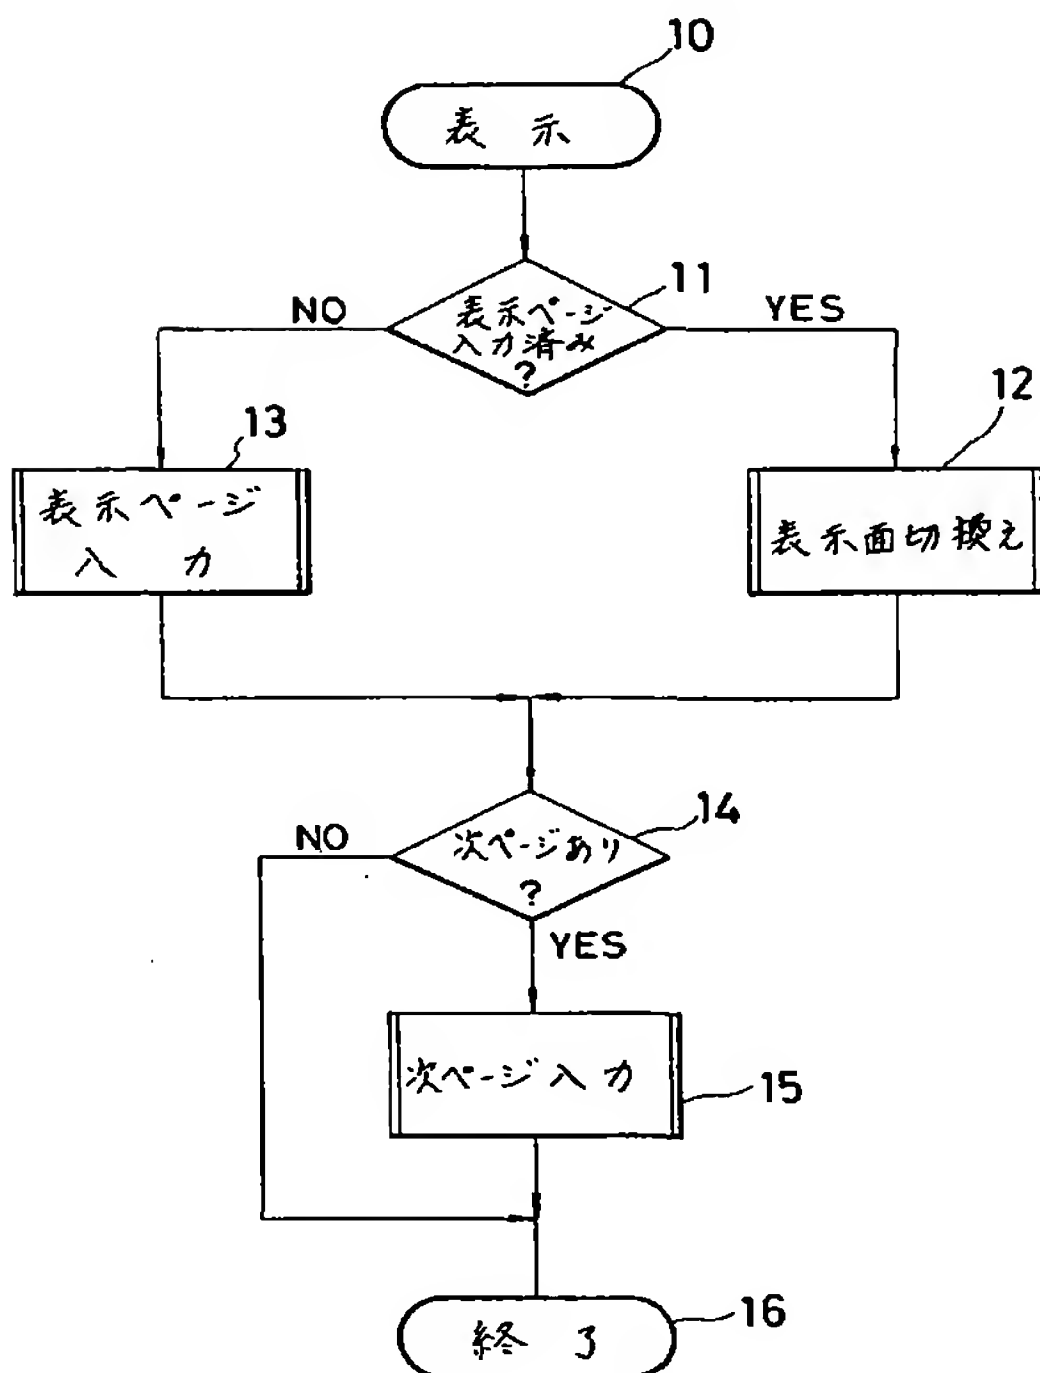 10
表 示
11
NO
YES
表示ページ
入力済み
?
12
13
表示ページ
入 力
表示面切換え
14
NO
次ページあり
?
YES
次ページ入力
15
16
終 了